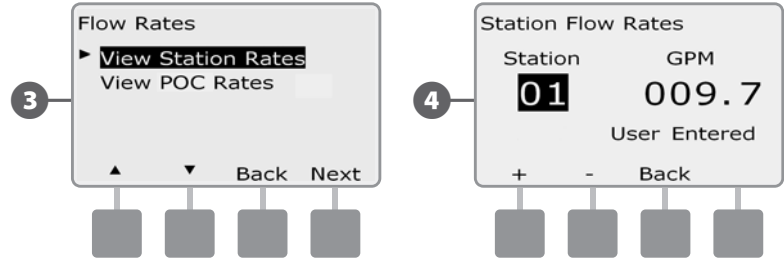 3
Flow Rates
► View Station Rates
View POC Rates
▲ ▼ Back Next
4
Station Flow Rates
Station GPM
01 009.7
User Entered
+ - Back